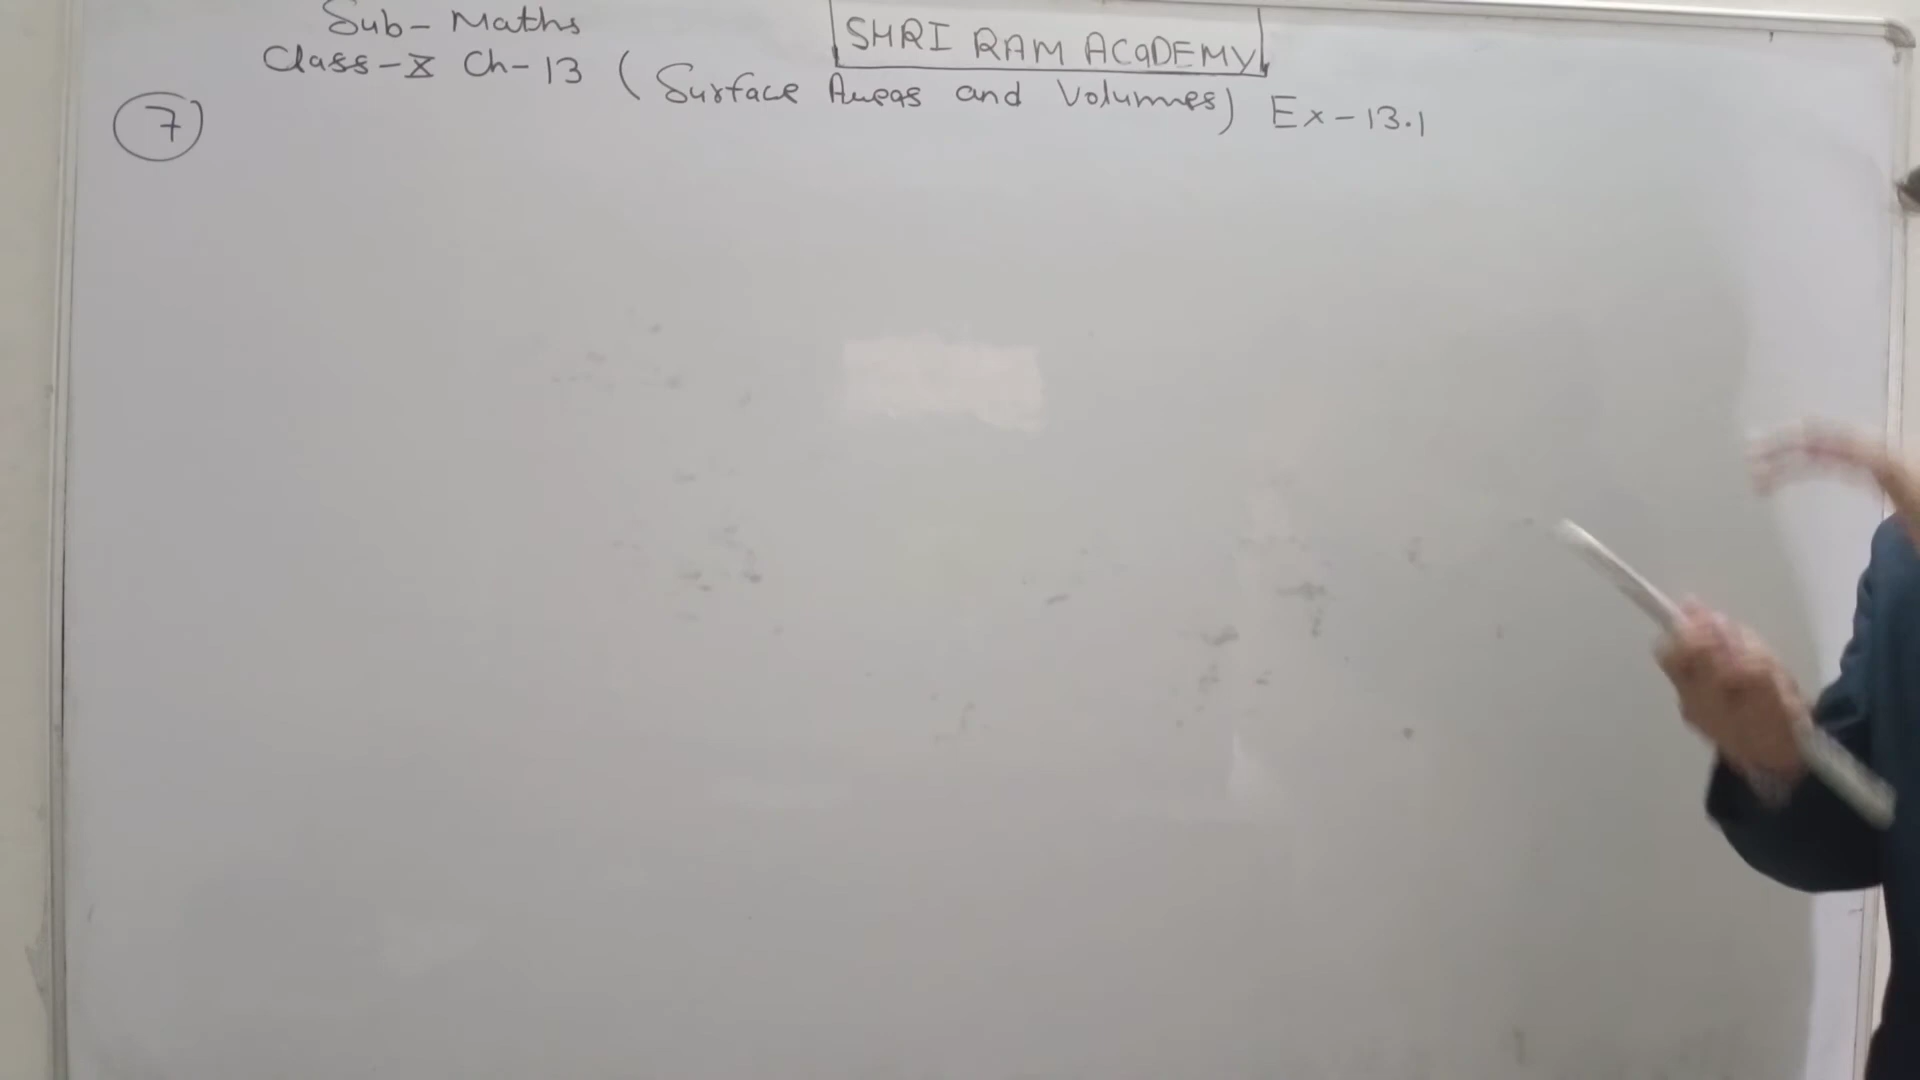 SHRI RAM ACADEMY
Sub- Maths
Class-X Ch-13 (Surface Areas and Volumes) Ex-13.1
7